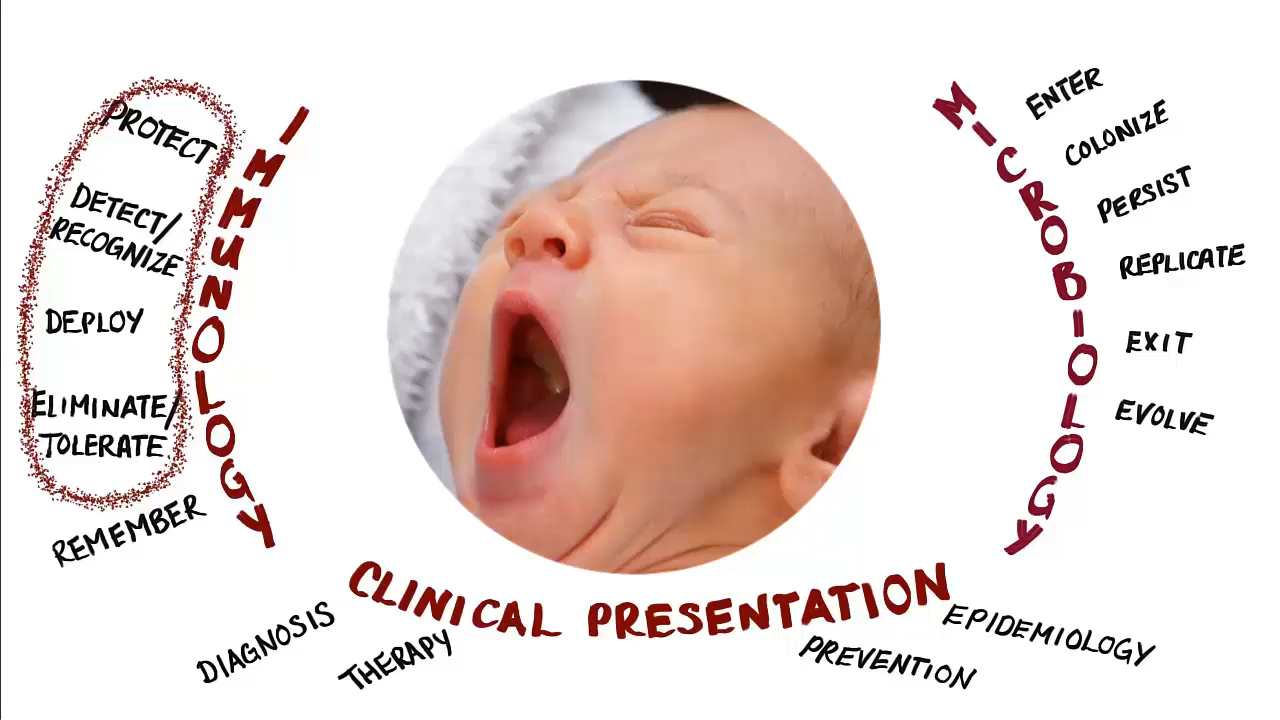 PROTECT
DETECT/
RECOGNIZE
DEPLOY
ELIMINATE/
TOLERATE
REMEMBER
IMMUNOLOGY
MICROBIOLOGY
ENTER
COLONIZE
PERSIST
REPLICATE
EXIT
EVOLVE
CLINICAL PRESENTATION
DIAGNOSIS
THERAPY
PREVENTION
EPIDEMIOLOGY